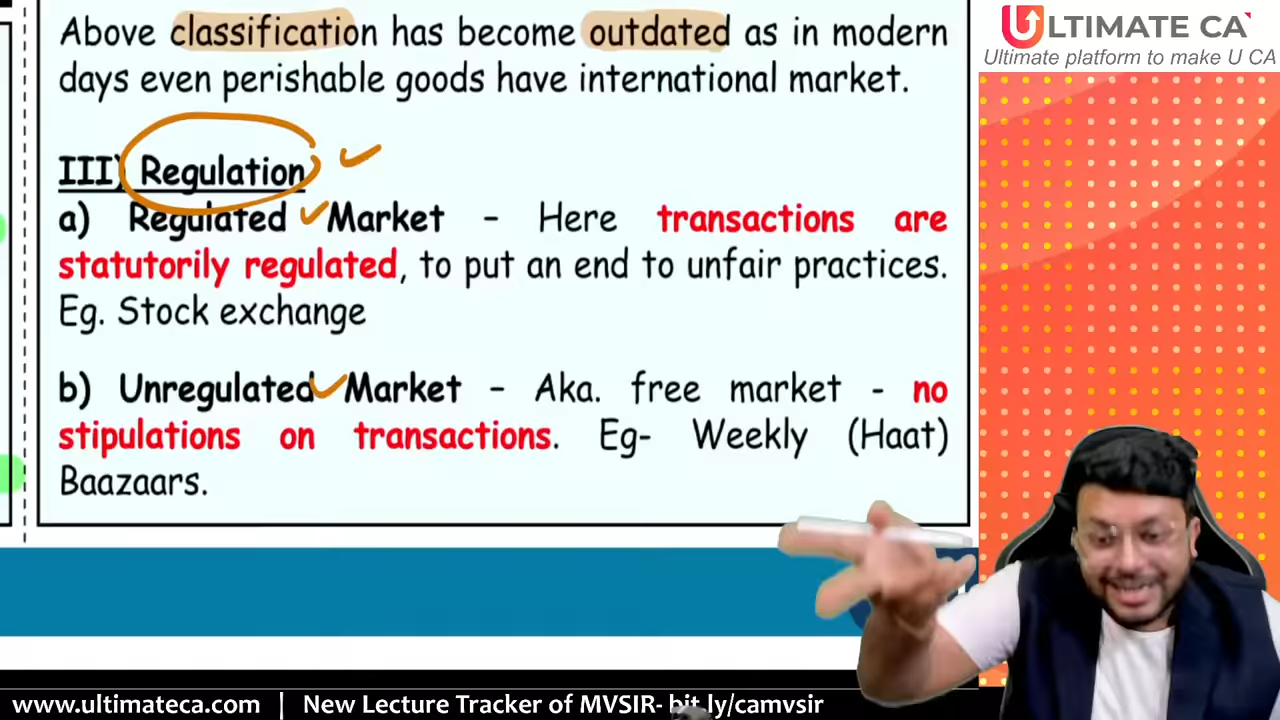 Above classification has become outdated as in modern
days even perishable goods have international market.
III) Regulation
a) Regulated Market – Here transactions are
statutorily regulated, to put an end to unfair practices.
Eg. Stock exchange
b) Unregulated Market – Aka. free market - no
stipulations on transactions. Eg- Weekly (Haat)
Baazaars.
ULTIMATE CA
Ultimate platform to make U CA
www.ultimateca.com | New Lecture Tracker of MVSIR- bit.ly/camvsir